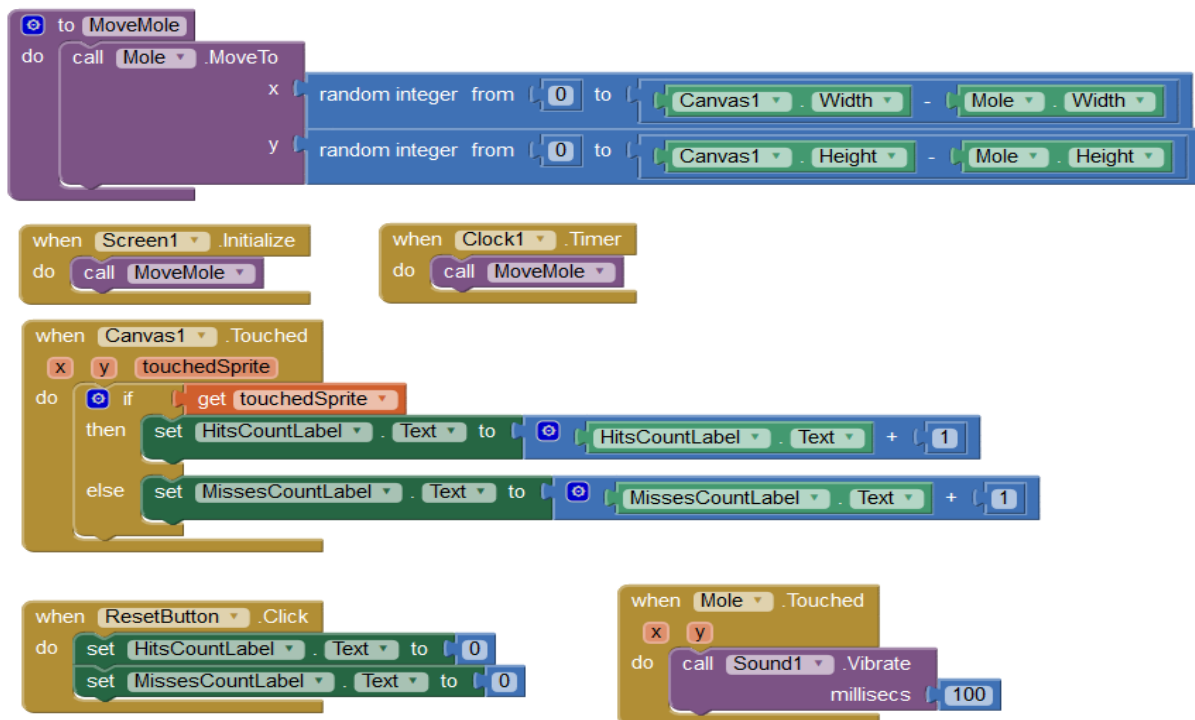 to MoveMole
do call Mole .MoveTo
x random integer from 0 to Canvas1 . Width - Mole . Width
y random integer from 0 to Canvas1 . Height - Mole . Height
when Screen1 .Initialize
do call MoveMole
when Clock1 .Timer
do call MoveMole
when Canvas1 .Touched
x y touchedSprite
do if get touchedSprite
then set HitsCountLabel . Text to HitsCountLabel . Text + 1
else set MissesCountLabel . Text to MissesCountLabel . Text + 1
when ResetButton .Click
do set HitsCountLabel . Text to 0
set MissesCountLabel . Text to 0
when Mole .Touched
x y
do call Sound1 .Vibrate
millisecs 100